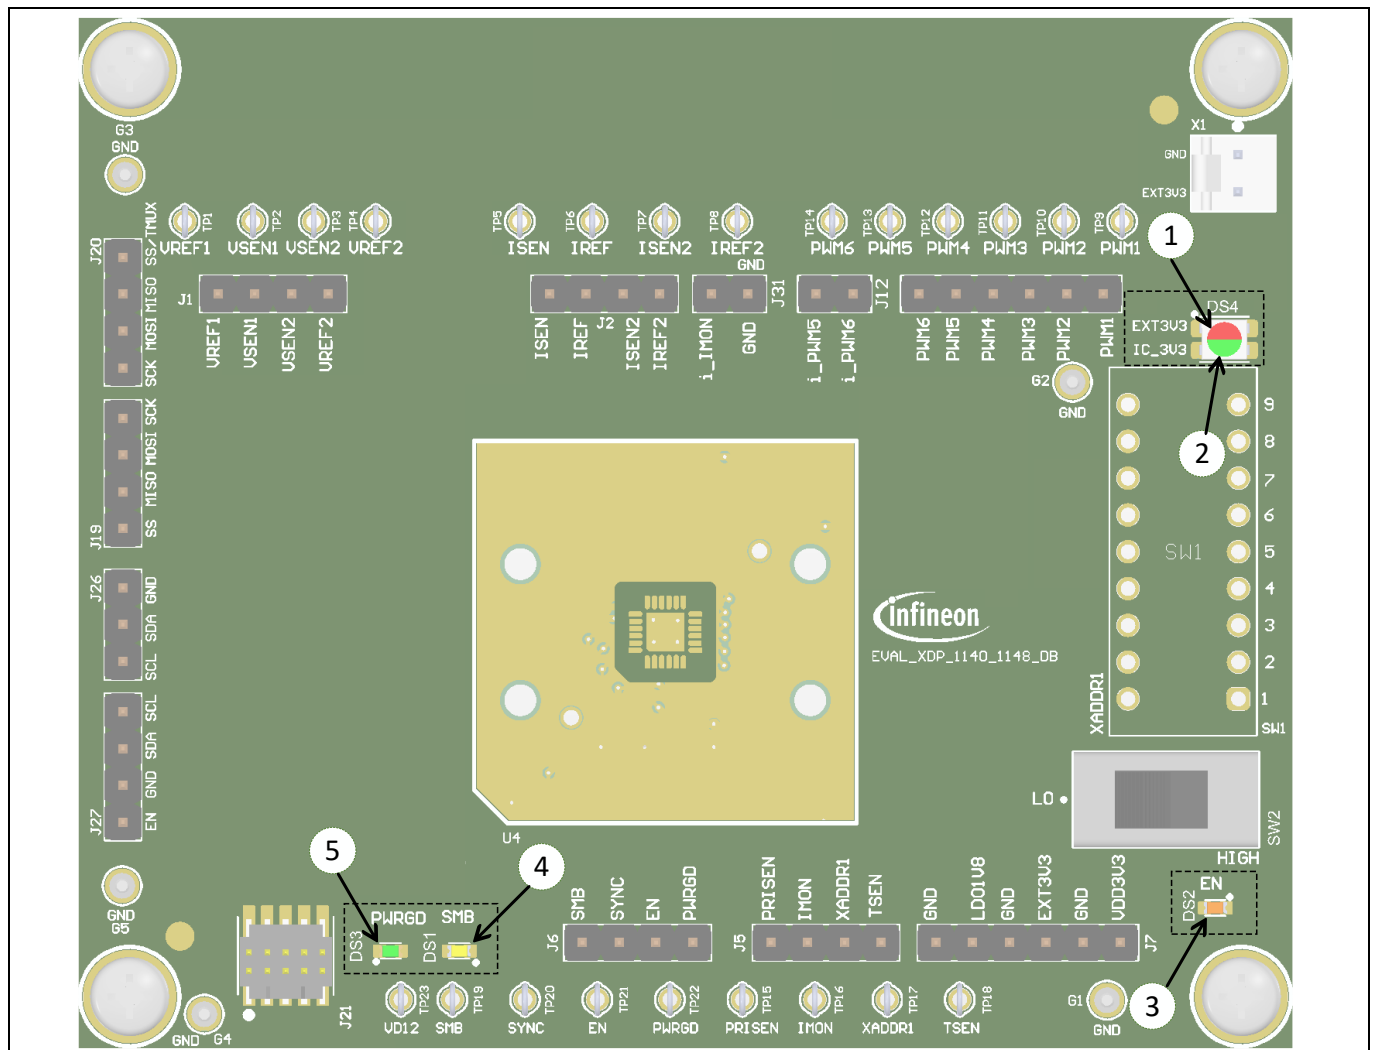 G3
GND
X1
GND
EXT3V3
TP1
TP2
TP3
TP4
VREF1
VSEN1
VSEN2
VREF2
TP5
TP6
TP7
TP8
ISEN
IREF
ISEN2
IREF2
GND
TP14
TP13
TP12
TP11
TP10
TP9
PWM6
PWM5
PWM4
PWM3
PWM2
PWM1
1
J20
SS/TMUX
MISO
MOSI
SCK
J1
VREF1
VSEN1
VSEN2
VREF2
J2
ISEN
IREF
ISEN2
IREF2
J31
i_IMON
GND
J12
i_PWM5
i_PWM6
PWM6
PWM5
PWM4
PWM3
PWM2
PWM1
DS4
EXT3V3
IC_3V3
G2
GND
2
SCK
MOSI
MISO
SS
J19
9
8
7
6
5
4
3
2
1
SW1
XADDR1
SW1
J26
GND
SDA
SCL
infineon
EVAL_XDP_1140_1148_DB
SCL
SDA
GND
EN
J27
U4
LO
SW2
HIGH
5
4
GND
G5
PWRGD
SMB
DS3
DS1
J6
SMB
SYNC
EN
PWRGD
J5
PRISEN
IMON
XADDR1
TSEN
GND
LDO1V8
GND
EXT3V3
GND
VDD3V3
J7
EN
DS2
3
J21
GND
G4
TP23
TP19
TP20
TP21
TP22
TP15
TP16
TP17
TP18
VD12
SMB
SYNC
EN
PWRGD
PRISEN
IMON
XADDR1
TSEN
G1
GND